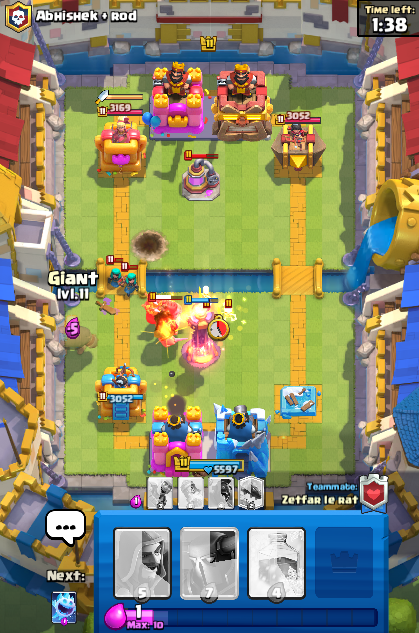 Abhishek + Rod
Time left:
1:38
3169
3052
Giant
lvl.11
5
3052
5597
Teammate:
Zetfar le rat
...
5
7
4
Next:
1
Max: 10